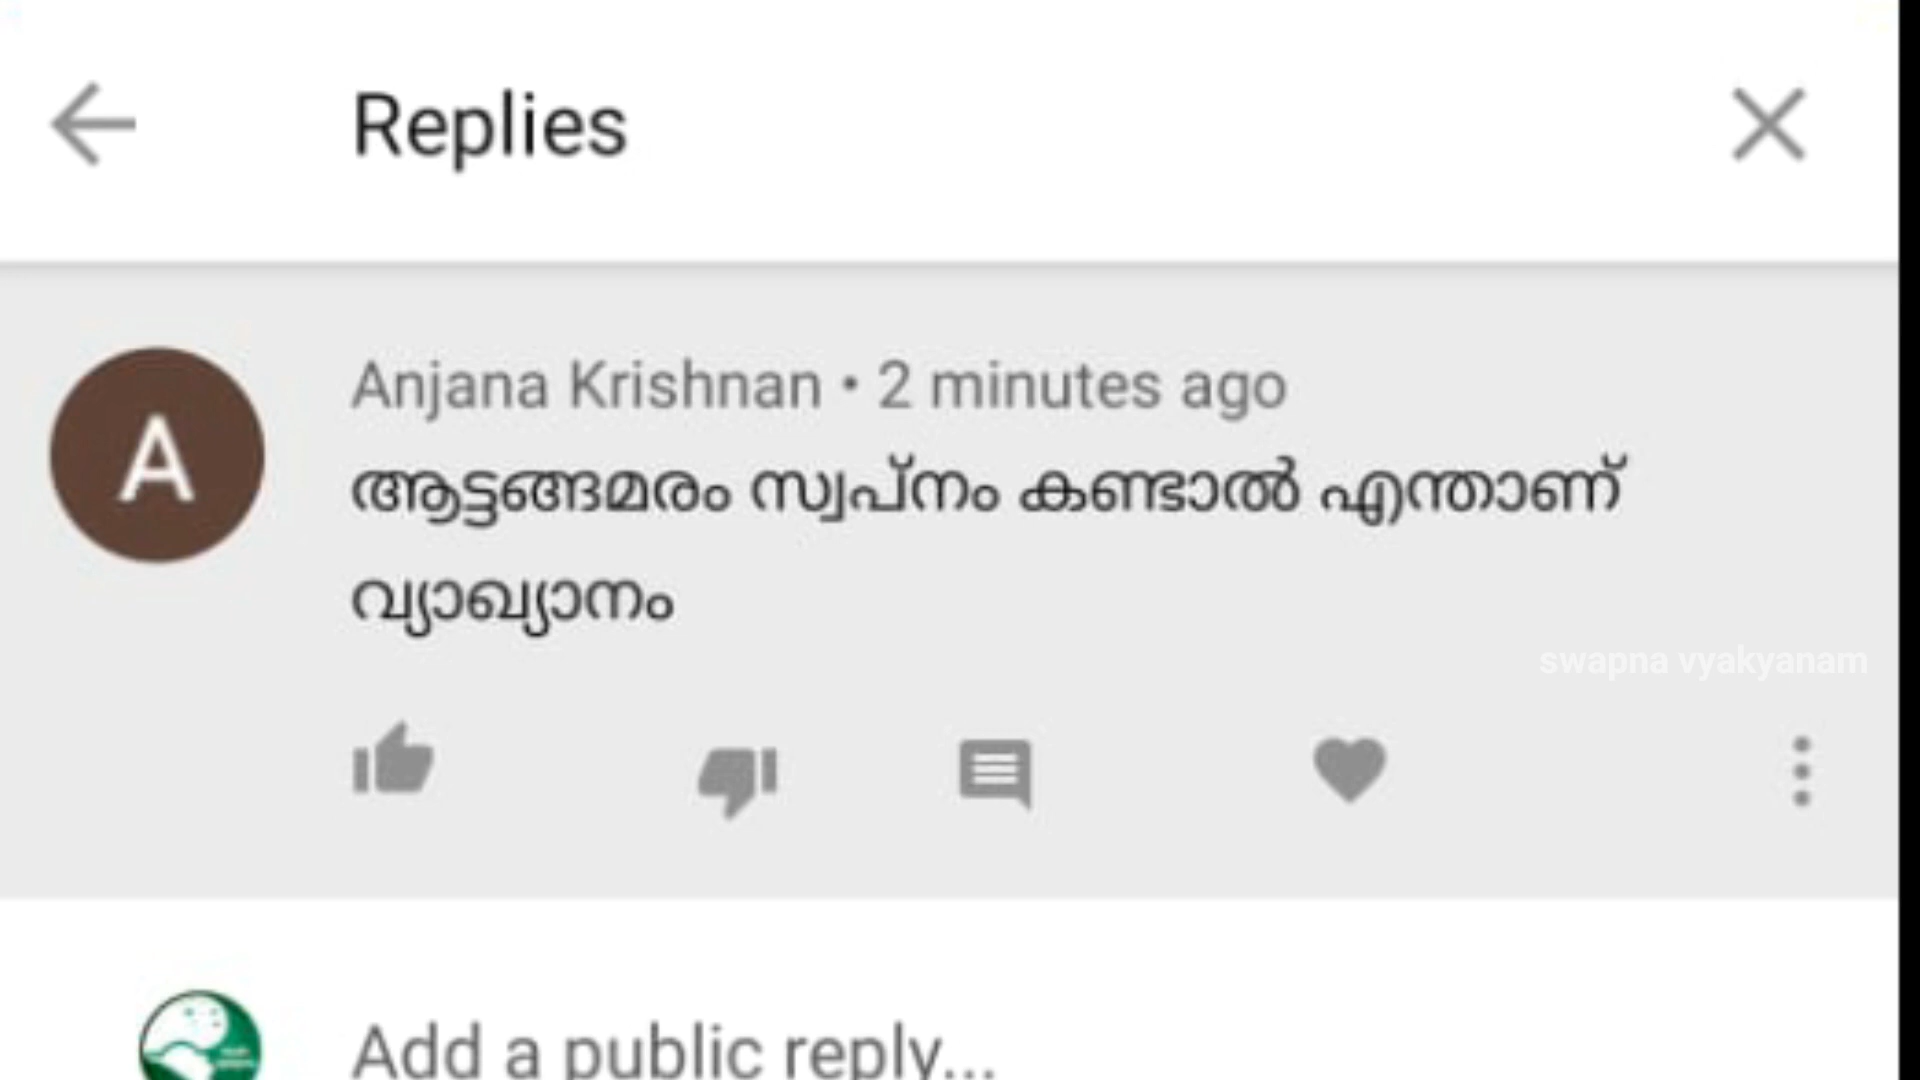 Replies
A
Anjana Krishnan • 2 minutes ago
ആട്ടങ്ങമരം സ്വപ്നം കണ്ടാൽ എന്താണ്
വ്യാഖ്യാനം
swapna vyakyanam
Add a public reply...